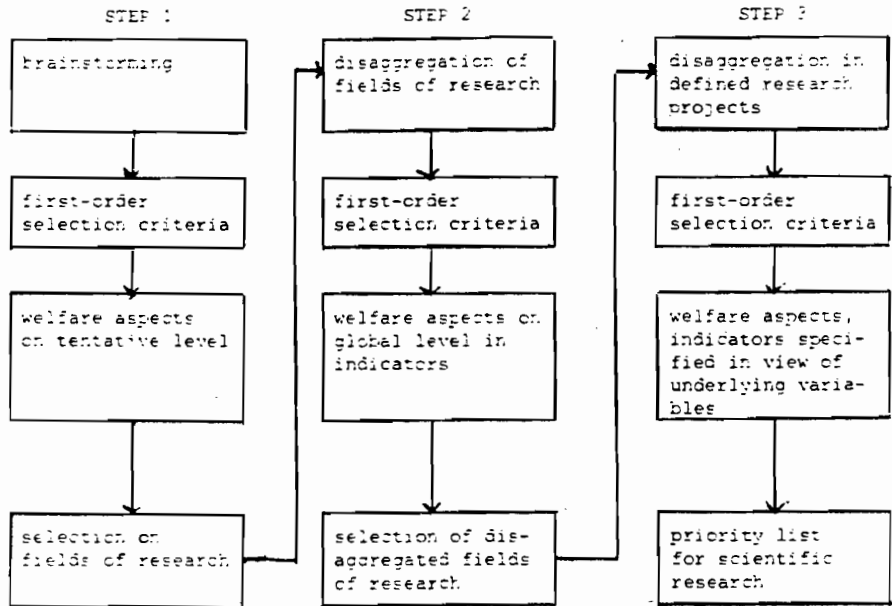 STEP 1
brainstorming
first-order
selection criteria
welfare aspects
on tentative level
selection on
fields of research
STEP 2
disaggregation of
fields of research
first-order
selection criteria
welfare aspects on
global level in
indicators
selection of dis-
aggregated fields
of research
STEP 3
disaggregation in
defined research
projects
first-order
selection criteria
welfare aspects,
indicators speci-
fied in view of
underlying varia-
bles
priority list
for scientific
research